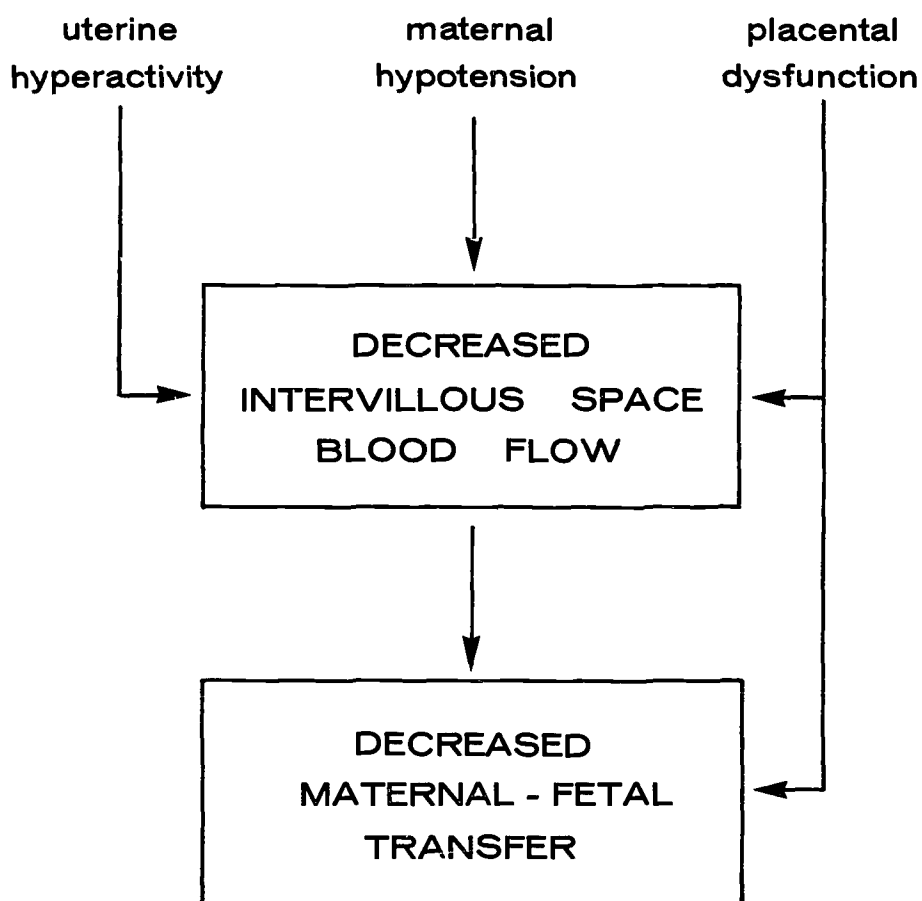 uterine
hyperactivity
maternal
hypotension
placental
dysfunction
DECREASED
INTERVILLOUS SPACE
BLOOD FLOW
DECREASED
MATERNAL - FETAL
TRANSFER